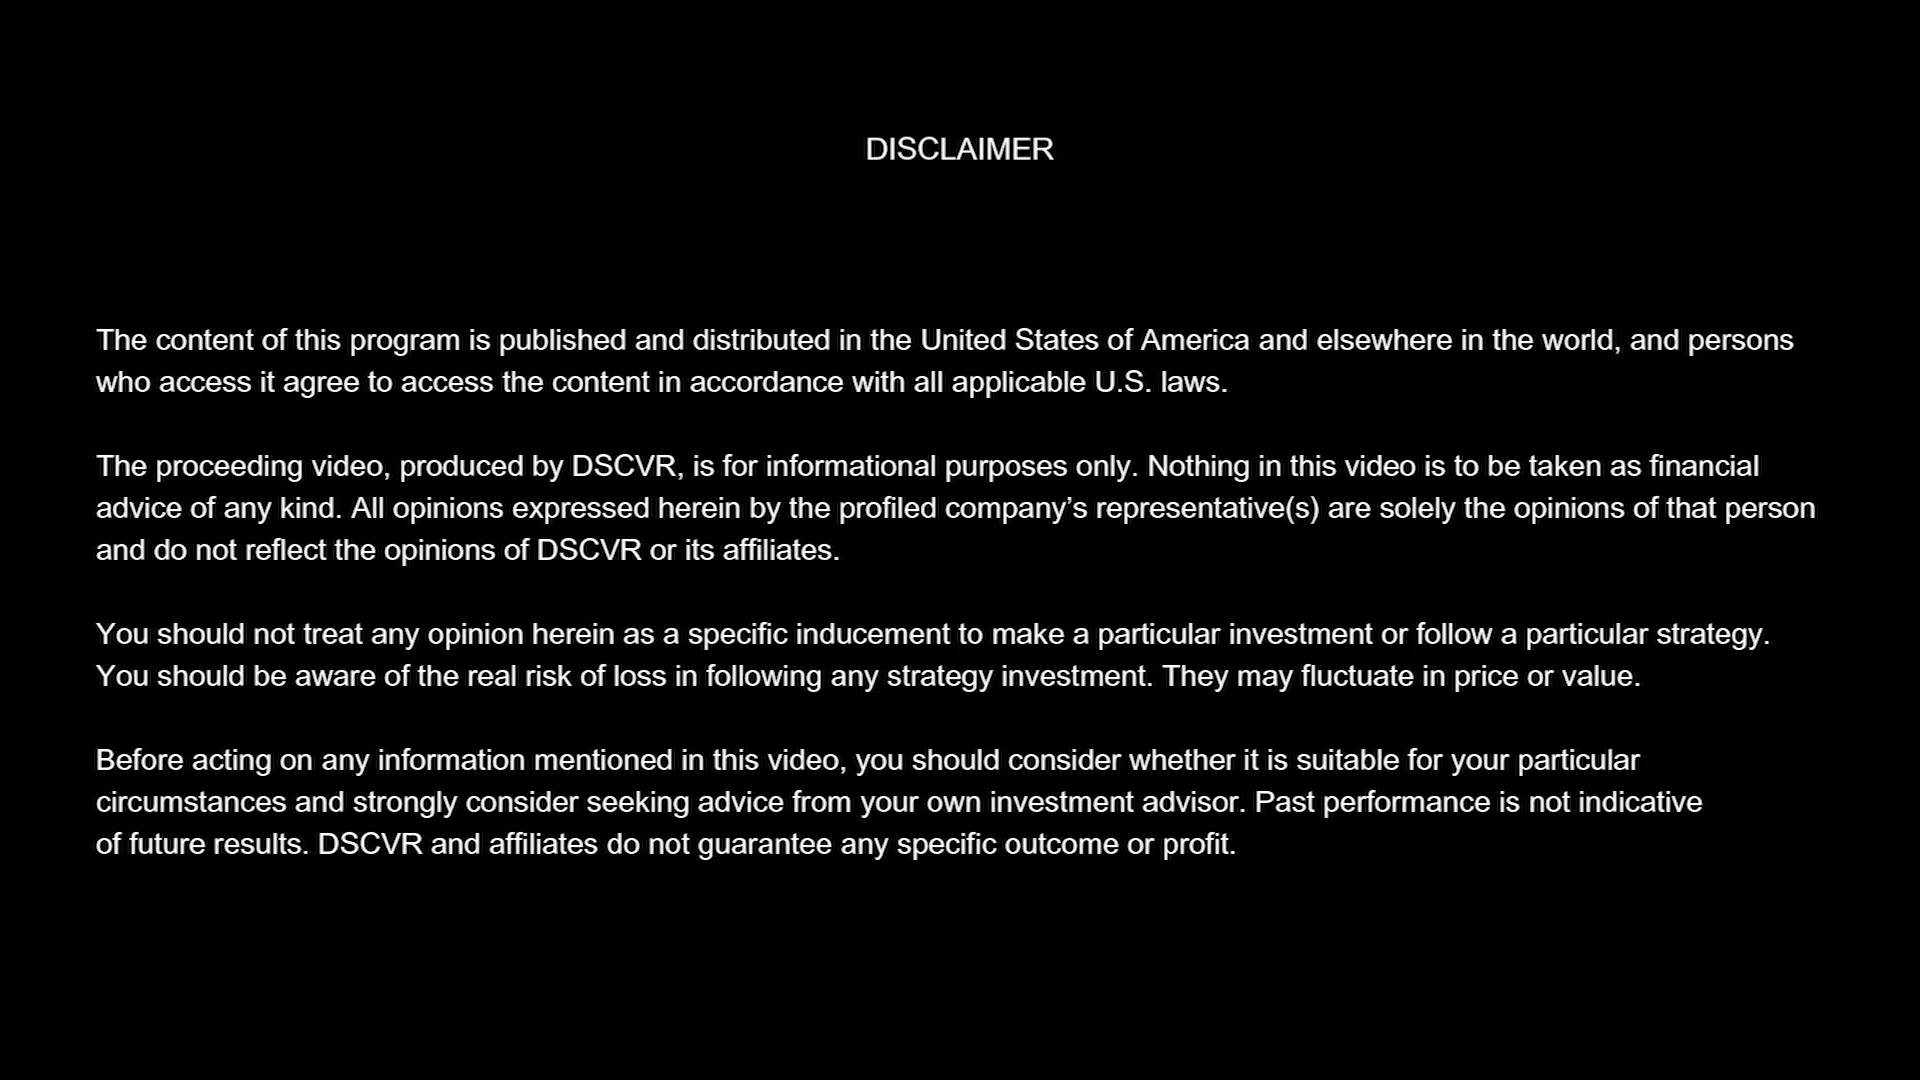 DISCLAIMER
The content of this program is published and distributed in the United States of America and elsewhere in the world, and persons
who access it agree to access the content in accordance with all applicable U.S. laws.
The proceeding video, produced by DSCVR, is for informational purposes only. Nothing in this video is to be taken as financial
advice of any kind. All opinions expressed herein by the profiled company’s representative(s) are solely the opinions of that person
and do not reflect the opinions of DSCVR or its affiliates.
You should not treat any opinion herein as a specific inducement to make a particular investment or follow a particular strategy.
You should be aware of the real risk of loss in following any strategy investment. They may fluctuate in price or value.
Before acting on any information mentioned in this video, you should consider whether it is suitable for your particular
circumstances and strongly consider seeking advice from your own investment advisor. Past performance is not indicative
of future results. DSCVR and affiliates do not guarantee any specific outcome or profit.